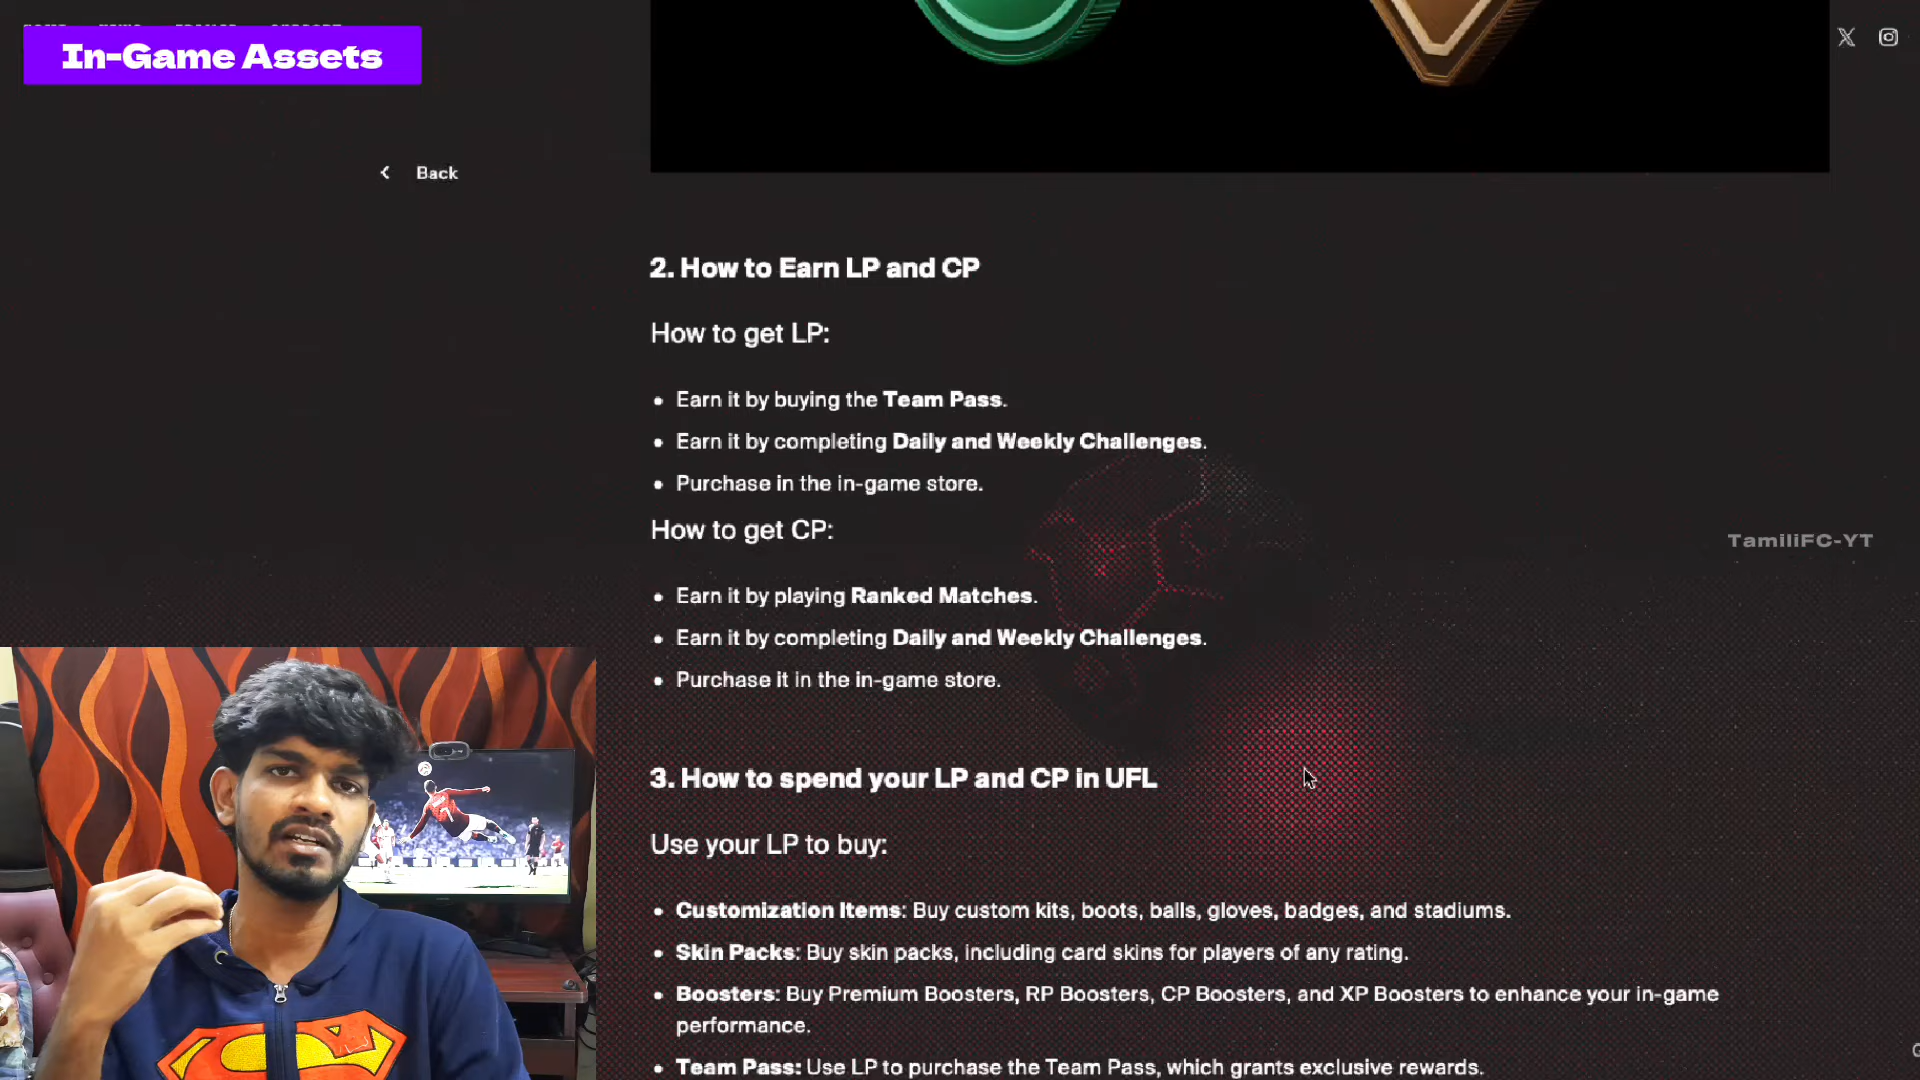 In-Game Assets
Back
2. How to Earn LP and CP
How to get LP:
• Earn it by buying the Team Pass.
• Earn it by completing Daily and Weekly Challenges.
• Purchase in the in-game store.
How to get CP:
• Earn it by playing Ranked Matches.
• Earn it by completing Daily and Weekly Challenges.
• Purchase it in the in-game store.
TamiliFC-YT
3. How to spend your LP and CP in UFL
Use your LP to buy:
• Customization Items: Buy custom kits, boots, balls, gloves, badges, and stadiums.
• Skin Packs: Buy skin packs, including card skins for players of any rating.
• Boosters: Buy Premium Boosters, RP Boosters, CP Boosters, and XP Boosters to enhance your in-game
performance.
• Team Pass: Use LP to purchase the Team Pass, which grants exclusive rewards.